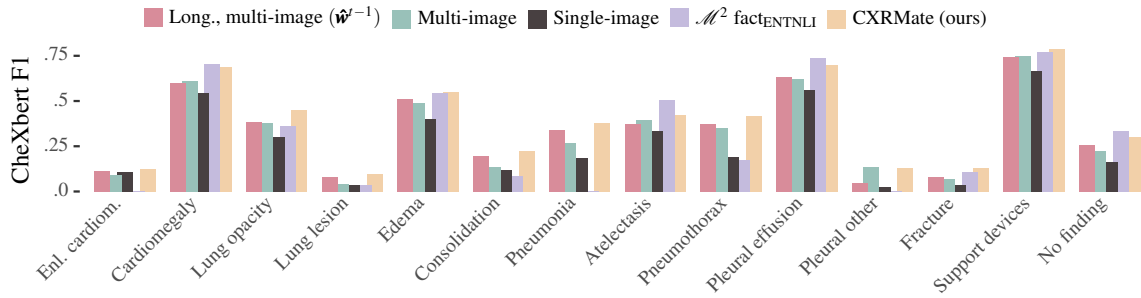 Long., multi-image (ŵᵗ⁻¹) Multi-image Single-image ℳ² fact_ENTNLI CXRMate (ours)
CheXbert F1
.75
.5
.25
.0
Enl. cardiom. Cardiomegaly Lung opacity Lung lesion Edema Consolidation Pneumonia Atelectasis Pneumothorax Pleural effusion Pleural other Fracture Support devices No finding